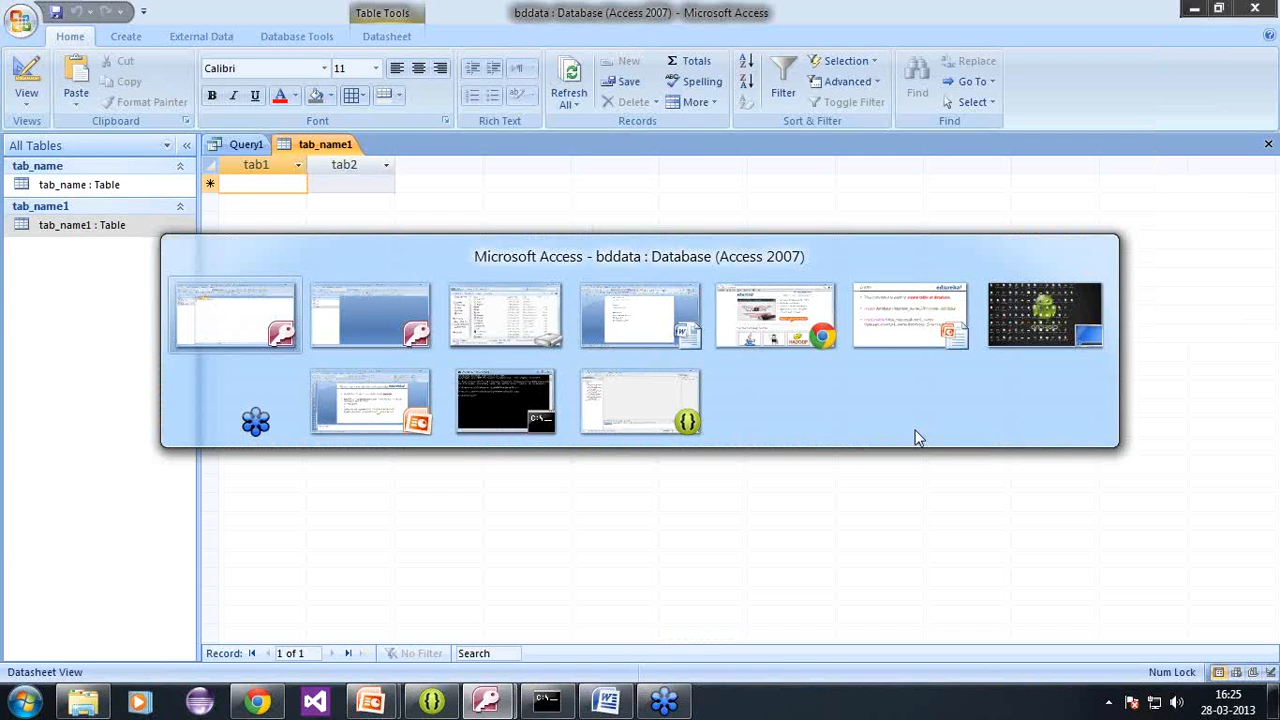 Table Tools
bddata : Database (Access 2007) - Microsoft Access
Home Create External Data Database Tools Datasheet
View
Views
Paste
Cut
Copy
Format Painter
Clipboard
Calibri 11
B I U A
Font
Rich Text
Refresh
All
New
Save
Delete
Totals
Spelling
More
Records
Filter
Selection
Advanced
Toggle Filter
Sort & Filter
Find
Replace
Go To
Select
Find
All Tables
tab_name
tab_name : Table
tab_name1
tab_name1 : Table
Query1 tab_name1
tab1 tab2
Microsoft Access - bddata : Database (Access 2007)
edureka!
Record: 1 of 1 No Filter Search
Datasheet View Num Lock
16:25
28-03-2013